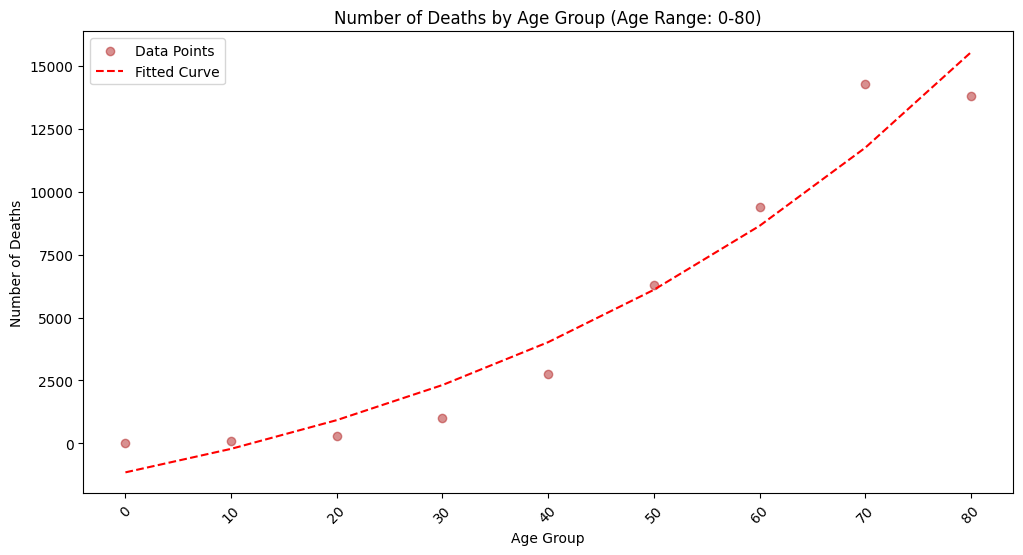 Number of Deaths by Age Group (Age Range: 0-80)
Data Points
Fitted Curve
15000
12500
10000
7500
5000
2500
0
Number of Deaths
0 10 20 30 40 50 60 70 80
Age Group